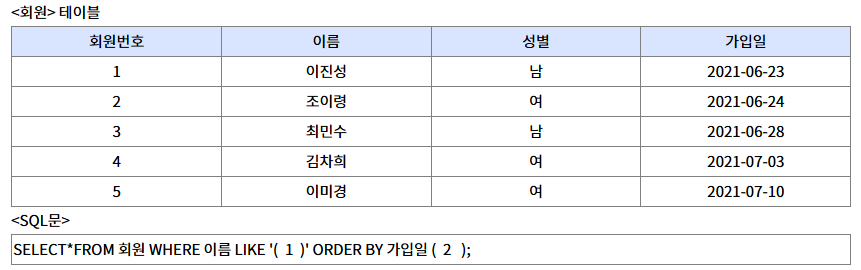 <회원> 테이블
회원번호 이름 성별 가입일
1 이진성 남 2021-06-23
2 조이령 여 2021-06-24
3 최민수 남 2021-06-28
4 김차희 여 2021-07-03
5 이미경 여 2021-07-10
<SQL문>
SELECT*FROM 회원 WHERE 이름 LIKE '( 1 )' ORDER BY 가입일 ( 2 );